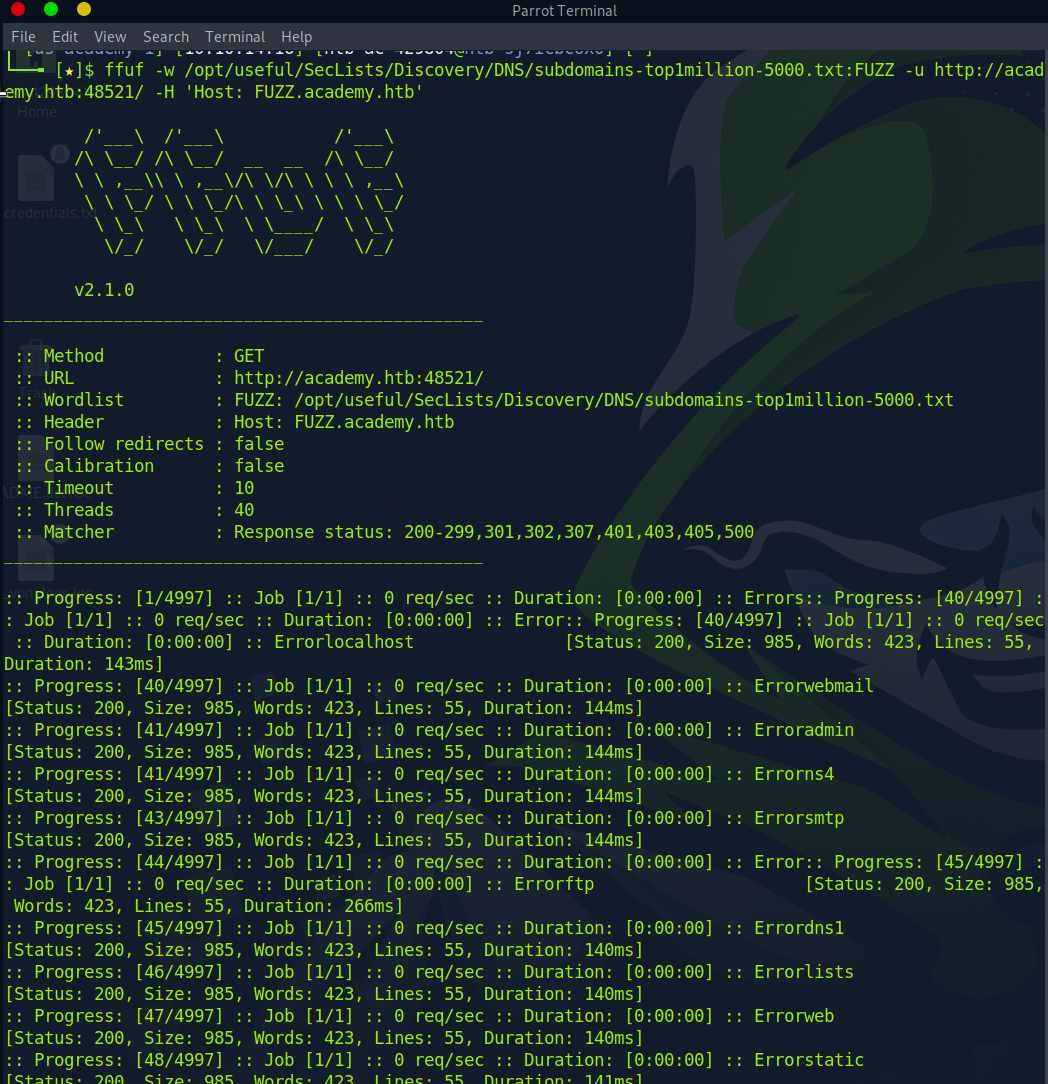 Parrot Terminal
File Edit View Search Terminal Help
[★]$ ffuf -w /opt/useful/SecLists/Discovery/DNS/subdomains-top1million-5000.txt:FUZZ -u http://acad
emy.htb:48521/ -H 'Host: FUZZ.academy.htb'
Home
/'___\  /'___\           /'___\
/\ \__/ /\ \__/  __  __  /\ \__/
\ \ ,__\\ \ ,__\/\ \/\ \ \ \ ,__\
\ \ \_/ \ \ \_/\ \ \_\ \ \ \ \_/
\ \_\   \ \_\  \ \____/  \ \_\
\/_/    \/_/   \/___/    \/_/
credentials.txt
v2.1.0
________________________________________________
:: Method           : GET
:: URL              : http://academy.htb:48521/
:: Wordlist         : FUZZ: /opt/useful/SecLists/Discovery/DNS/subdomains-top1million-5000.txt
:: Header           : Host: FUZZ.academy.htb
:: Follow redirects : false
:: Calibration      : false
:: Timeout          : 10
:: Threads          : 40
:: Matcher          : Response status: 200-299,301,302,307,401,403,405,500
________________________________________________
:: Progress: [1/4997] :: Job [1/1] :: 0 req/sec :: Duration: [0:00:00] :: Errors:: Progress: [40/4997] :
: Job [1/1] :: 0 req/sec :: Duration: [0:00:00] :: Error:: Progress: [40/4997] :: Job [1/1] :: 0 req/sec
:: Duration: [0:00:00] :: Errorlocalhost               [Status: 200, Size: 985, Words: 423, Lines: 55,
Duration: 143ms]
:: Progress: [40/4997] :: Job [1/1] :: 0 req/sec :: Duration: [0:00:00] :: Errorwebmail
[Status: 200, Size: 985, Words: 423, Lines: 55, Duration: 144ms]
:: Progress: [41/4997] :: Job [1/1] :: 0 req/sec :: Duration: [0:00:00] :: Erroradmin
[Status: 200, Size: 985, Words: 423, Lines: 55, Duration: 144ms]
:: Progress: [41/4997] :: Job [1/1] :: 0 req/sec :: Duration: [0:00:00] :: Errorns4
[Status: 200, Size: 985, Words: 423, Lines: 55, Duration: 144ms]
:: Progress: [43/4997] :: Job [1/1] :: 0 req/sec :: Duration: [0:00:00] :: Errorsmtp
[Status: 200, Size: 985, Words: 423, Lines: 55, Duration: 144ms]
:: Progress: [44/4997] :: Job [1/1] :: 0 req/sec :: Duration: [0:00:00] :: Error:: Progress: [45/4997] :
: Job [1/1] :: 0 req/sec :: Duration: [0:00:00] :: Errorftp                     [Status: 200, Size: 985,
Words: 423, Lines: 55, Duration: 266ms]
:: Progress: [45/4997] :: Job [1/1] :: 0 req/sec :: Duration: [0:00:00] :: Errordns1
[Status: 200, Size: 985, Words: 423, Lines: 55, Duration: 140ms]
:: Progress: [46/4997] :: Job [1/1] :: 0 req/sec :: Duration: [0:00:00] :: Errorlists
[Status: 200, Size: 985, Words: 423, Lines: 55, Duration: 140ms]
:: Progress: [47/4997] :: Job [1/1] :: 0 req/sec :: Duration: [0:00:00] :: Errorweb
[Status: 200, Size: 985, Words: 423, Lines: 55, Duration: 140ms]
:: Progress: [48/4997] :: Job [1/1] :: 0 req/sec :: Duration: [0:00:00] :: Errorstatic
[Status: 200, Size: 985, Words: 423, Lines: 55, Duration: 141ms]